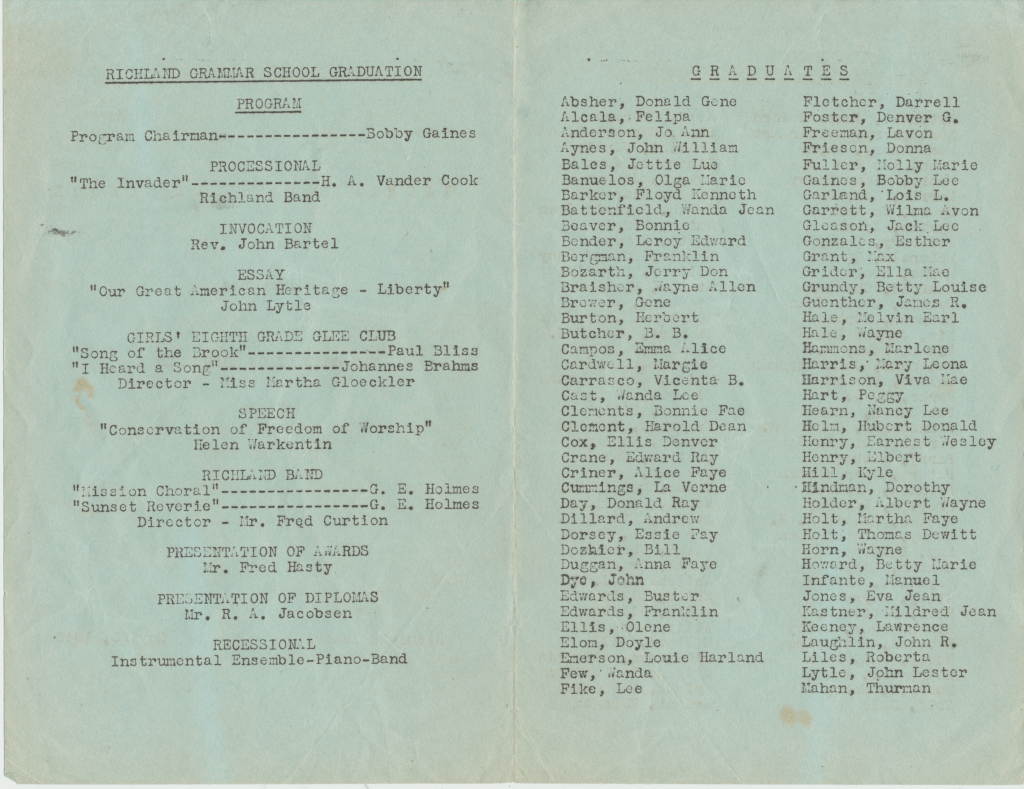 RICHLAND GRAMMAR SCHOOL GRADUATION
PROGRAM
Program Chairman----------------Bobby Gaines
PROCESSIONAL
"The Invader"--------------H. A. Vander Cook
Richland Band
INVOCATION
Rev. John Bartel
ESSAY
"Our Great American Heritage - Liberty"
John Lytle
GIRLS' EIGHTH GRADE GLEE CLUB
"Song of the Brook"---------------Paul Bliss
"I Heard a Song"-------------Johannes Brahms
Director - Miss Martha Gloeckler
SPEECH
"Conservation of Freedom of Worship"
Helen Warkentin
RICHLAND BAND
"Mission Choral"----------------G. E. Holmes
"Sunset Reverie"----------------G. E. Holmes
Director - Mr. Fred Curtion
PRESENTATION OF AWARDS
Mr. Fred Hasty
PRESENTATION OF DIPLOMAS
Mr. R. A. Jacobsen
RECESSIONAL
Instrumental Ensemble-Piano-Band
GRADUATES
Absher, Donald Gene
Alcala, Felipa
Anderson, Jo Ann
Aynes, John William
Bales, Jettie Lue
Banuelos, Olga Marie
Barker, Floyd Kenneth
Battenfield, Wanda Jean
Beaver, Bonnie
Bender, Leroy Edward
Bergman, Franklin
Bozarth, Jerry Don
Braisher, Wayne Allen
Brewer, Gene
Burton, Herbert
Butcher, B. B.
Campos, Emma Alice
Cardwell, Margie
Carrasco, Vicenta B.
Cast, Wanda Lee
Clements, Bonnie Fae
Clement, Harold Dean
Cox, Ellis Denver
Crane, Edward Ray
Criner, Alice Faye
Cummings, La Verne
Day, Donald Ray
Dillard, Andrew
Dorsey, Essie Fay
Dozhier, Bill
Duggan, Anna Faye
Dye, John
Edwards, Buster
Edwards, Franklin
Ellis, Olene
Elom, Doyle
Emerson, Louie Harland
Few, Wanda
Fike, Lee
Fletcher, Darrell
Foster, Denver G.
Freeman, Lavon
Friesen, Donna
Fuller, Molly Marie
Gaines, Bobby Lee
Garland, Lois L.
Garrett, Wilma Avon
Gleason, Jack Lee
Gonzales, Esther
Grant, Max
Grider, Ella Mae
Grundy, Betty Louise
Guenther, James R.
Hale, Melvin Earl
Hale, Wayne
Hammons, Marlene
Harris, Mary Leona
Harrison, Viva Mae
Hart, Peggy
Hearn, Nancy Lee
Helm, Hubert Donald
Henry, Earnest Wesley
Henry, Elbert
Hill, Kyle
Hindman, Dorothy
Holder, Albert Wayne
Holt, Martha Faye
Holt, Thomas Dewitt
Horn, Wayne
Howard, Betty Marie
Infante, Manuel
Jones, Eva Jean
Kastner, Mildred Jean
Keeney, Lawrence
Laughlin, John R.
Liles, Roberta
Lytle, John Lester
Mahan, Thurman